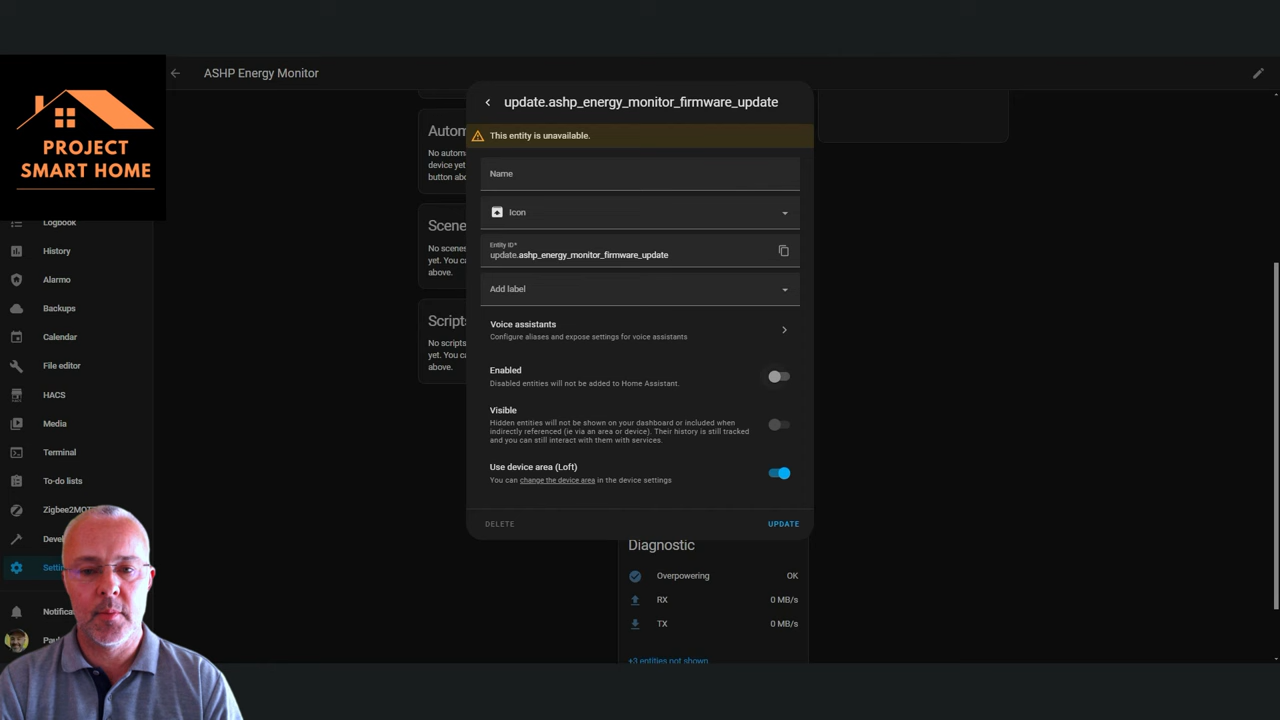 ASHP Energy Monitor
PROJECT
SMART HOME
Logbook
History
Alarmo
Backups
Calendar
File editor
HACS
Media
Terminal
To-do lists
Zigbee2M
Deve
Setti
Notifica
Pau
Autom
No autom
device yet
button abo
Scene
No scenes
yet. You c
above.
Scripts
No scripts
yet. You c
above.
update.ashp_energy_monitor_firmware_update
This entity is unavailable.
Name
Icon
Entity ID*
update.ashp_energy_monitor_firmware_update
Add label
Voice assistants
Configure aliases and expose settings for voice assistants
Enabled
Disabled entities will not be added to Home Assistant.
Visible
Hidden entities will not be shown on your dashboard or included when
indirectly referenced (ie via an area or device). Their history is still tracked
and you can still interact with them with services.
Use device area (Loft)
You can change the device area in the device settings
DELETE
UPDATE
Diagnostic
Overpowering OK
RX 0 MB/s
TX 0 MB/s
+3 entities not shown